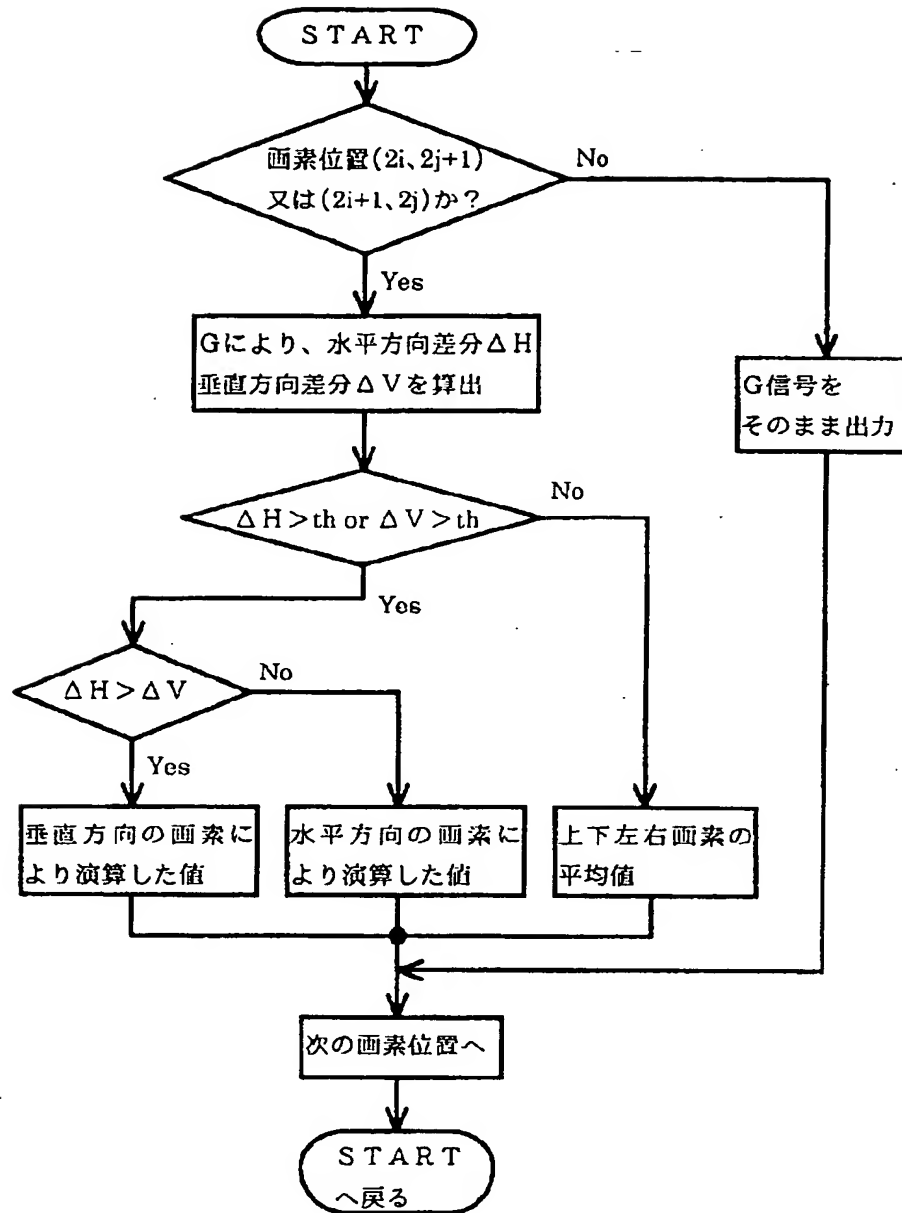 START
画素位置(2i、2j+1)
又は(2i+1、2j)か？
No
Yes
Gにより、水平方向差分ΔH
垂直方向差分ΔVを算出
G信号を
そのまま出力
ΔH＞th or ΔV＞th
No
Yes
ΔH＞ΔV
No
Yes
垂直方向の画素に
より演算した値
水平方向の画素に
より演算した値
上下左右画素の
平均値
次の画素位置へ
START
へ戻る